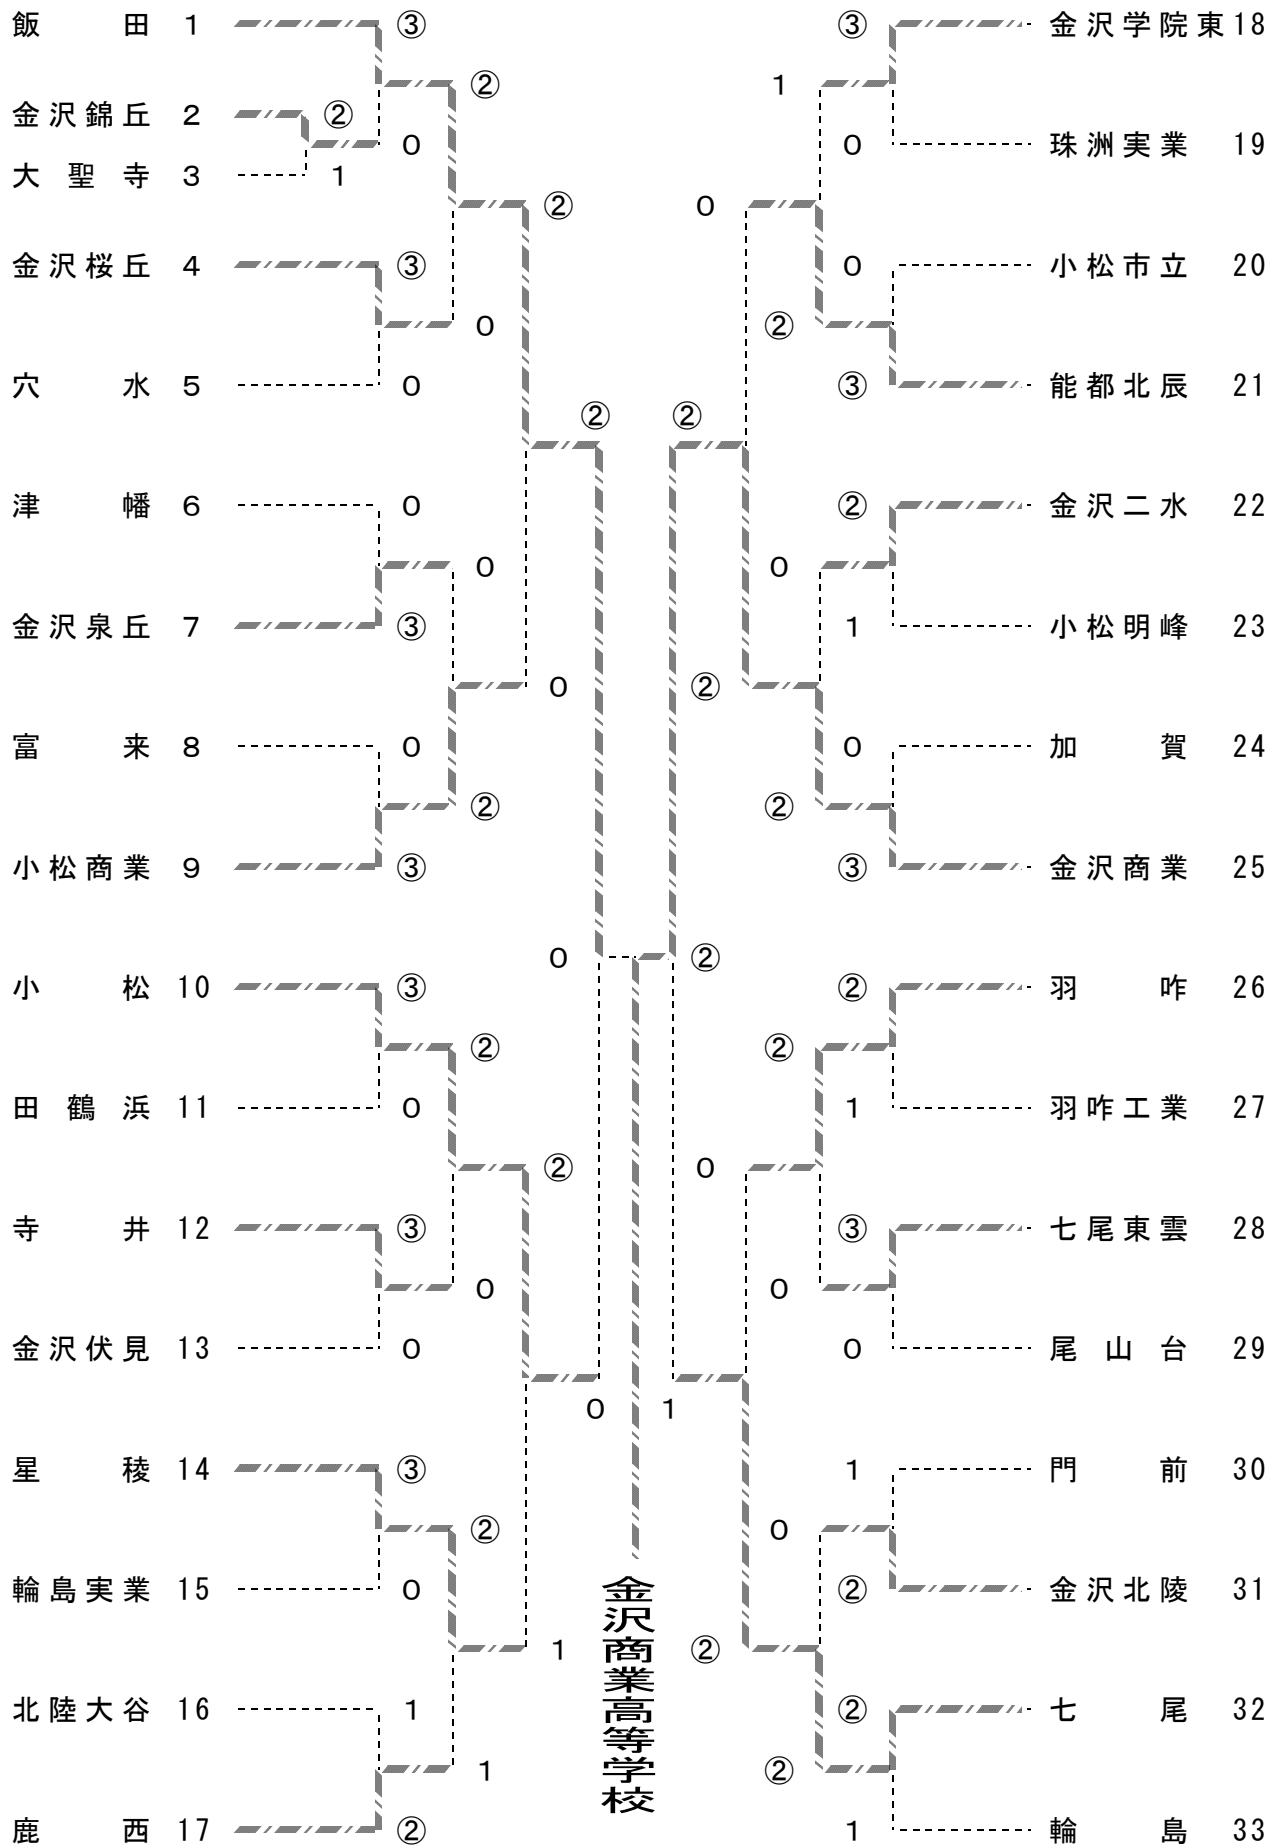 飯田 1 ③
②
金沢錦丘 2 ②
0
大聖寺 3 1
②
金沢桜丘 4 ③
0
穴水 5 0
②
津幡 6 0
0
金沢泉丘 7 ③
0
富来 8 0
②
小松商業 9 ③
0
小松 10 ③
②
田鶴浜 11 0
②
寺井 12 ③
0
金沢伏見 13 0
0
星稜 14 ③
②
輪島実業 15 0
1
北陸大谷 16 1
1
鹿西 17 ②
③ 金沢学院東 18
1
0 珠洲実業 19
0
0 小松市立 20
②
③ 能都北辰 21
②
② 金沢二水 22
0
1 小松明峰 23
②
0 加賀 24
②
③ 金沢商業 25
②
② 羽咋 26
②
1 羽咋工業 27
0
③ 七尾東雲 28
0
0 尾山台 29
1
1 門前 30
0
② 金沢北陵 31
②
② 七尾 32
②
1 輪島 33
金沢商業高等学校